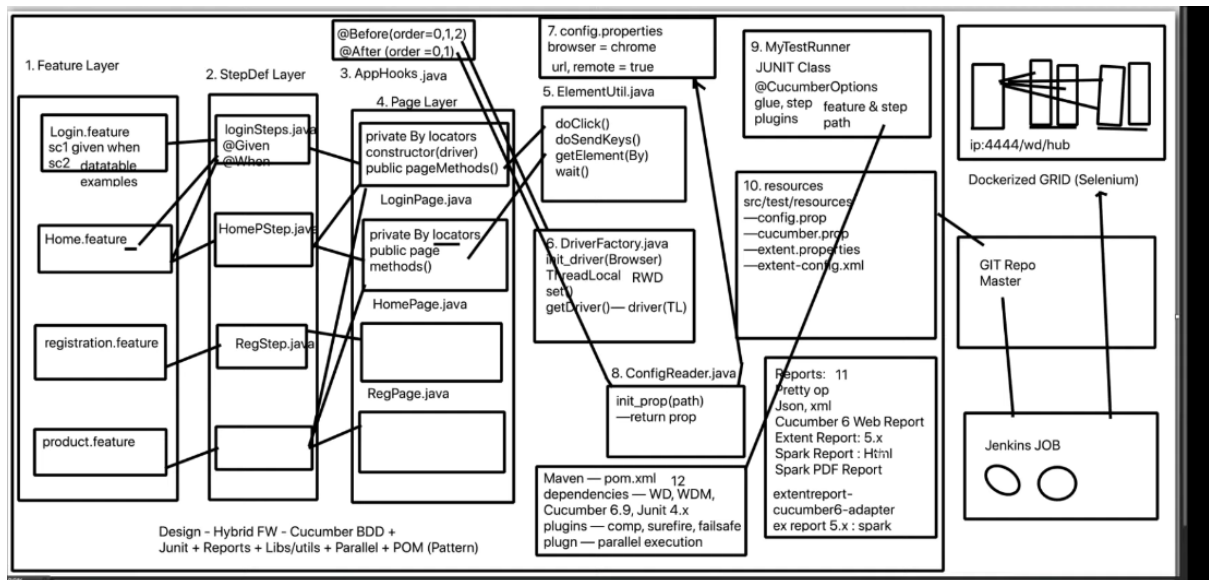 1. Feature Layer
Login.feature
sc1 given when
sc2 datatable
examples
Home.feature
registration.feature
product.feature
2. StepDef Layer
loginSteps.java
@Given
@When
HomePStep.java
RegStep.java
@Before(order=0,1,2)
@After (order =0,1)
3. AppHooks.java
4. Page Layer
private By locators
constructor(driver)
public pageMethods()
LoginPage.java
private By locators
public page
methods()
HomePage.java
RegPage.java
7. config.properties
browser = chrome
url, remote = true
5. ElementUtil.java
doClick()
doSendKeys()
getElement(By)
wait()
6. DriverFactory.java
init_driver(Browser)
ThreadLocal RWD
set()
getDriver()— driver(TL)
8. ConfigReader.java
init_prop(path)
—return prop
Maven — pom.xml 12
dependencies — WD, WDM,
Cucumber 6.9, Junit 4.x
plugins — comp, surefire, failsafe
plugn — parallel execution
9. MyTestRunner
JUNIT Class
@CucumberOptions
glue, step
plugins
feature & step
path
10. resources
src/test/resources
—config.prop
—cucumber.prop
—extent.properties
—extent-config.xml
Reports: 11
Pretty op
Json, xml
Cucumber 6 Web Report
Extent Report: 5.x
Spark Report : Html
Spark PDF Report
extentreport-
cucumber6-adapter
ex report 5.x : spark
ip:4444/wd/hub
Dockerized GRID (Selenium)
GIT Repo
Master
Jenkins JOB
Design - Hybrid FW - Cucumber BDD +
Junit + Reports + Libs/utils + Parallel + POM (Pattern)